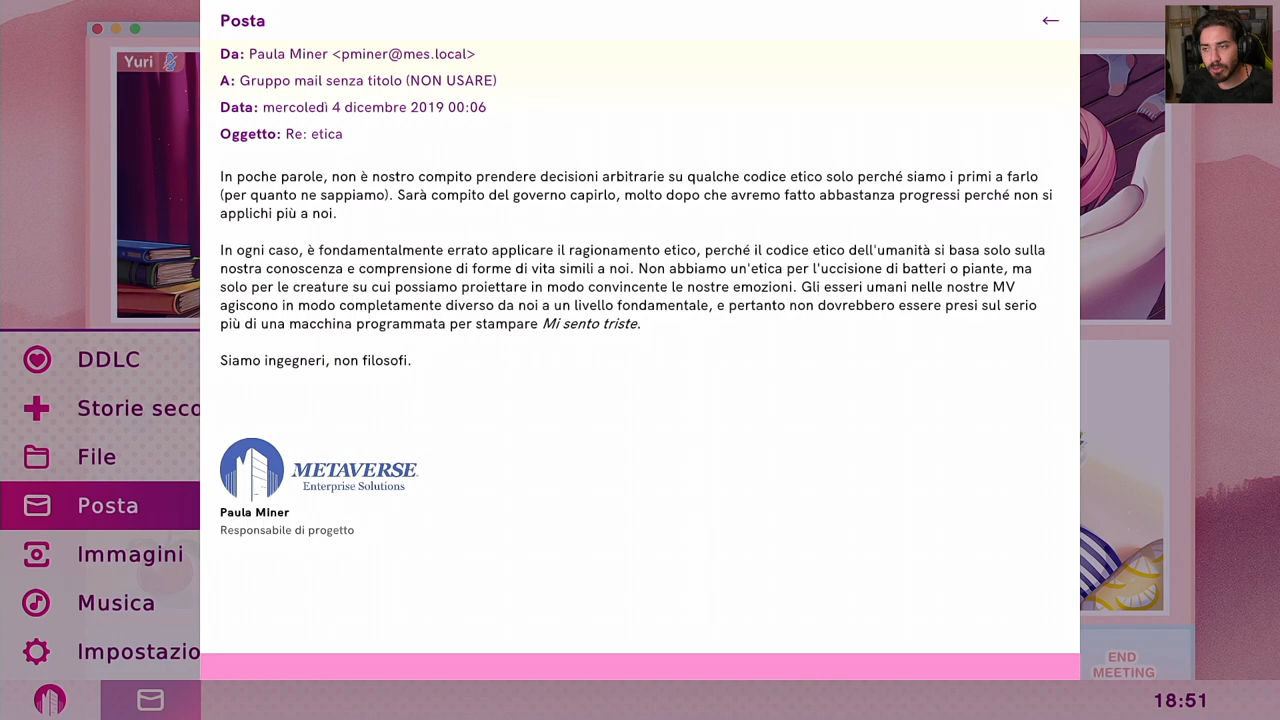 Posta
←
Da: Paula Miner <pminer@mes.local>
A: Gruppo mail senza titolo (NON USARE)
Data: mercoledì 4 dicembre 2019 00:06
Oggetto: Re: etica
In poche parole, non è nostro compito prendere decisioni arbitrarie su qualche codice etico solo perché siamo i primi a farlo
(per quanto ne sappiamo). Sarà compito del governo capirlo, molto dopo che avremo fatto abbastanza progressi perché non si
applichi più a noi.
In ogni caso, è fondamentalmente errato applicare il ragionamento etico, perché il codice etico dell'umanità si basa solo sulla
nostra conoscenza e comprensione di forme di vita simili a noi. Non abbiamo un'etica per l'uccisione di batteri o piante, ma
solo per le creature su cui possiamo proiettare in modo convincente le nostre emozioni. Gli esseri umani nelle nostre MV
agiscono in modo completamente diverso da noi a un livello fondamentale, e pertanto non dovrebbero essere presi sul serio
più di una macchina programmata per stampare Mi sento triste.
Siamo ingegneri, non filosofi.
METAVERSE
Enterprise Solutions
Paula Miner
Responsabile di progetto
Yuri
DDLC
Storie seco
File
Posta
Immagini
Musica
Impostazio
END
MEETING
18:51